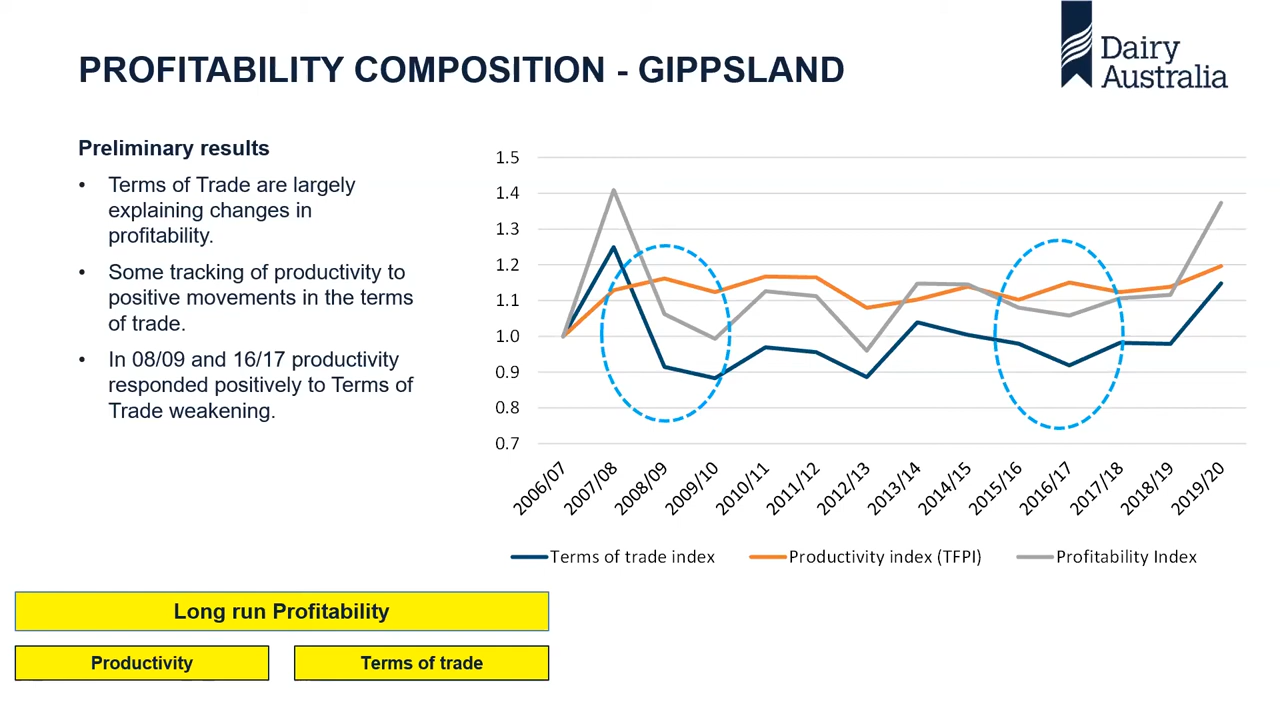 PROFITABILITY COMPOSITION - GIPPSLAND
Dairy
Australia
Preliminary results
• Terms of Trade are largely
explaining changes in
profitability.
• Some tracking of productivity to
positive movements in the terms
of trade.
• In 08/09 and 16/17 productivity
responded positively to Terms of
Trade weakening.
1.5
1.4
1.3
1.2
1.1
1.0
0.9
0.8
0.7
2006/07
2007/08
2008/09
2009/10
2010/11
2011/12
2012/13
2013/14
2014/15
2015/16
2016/17
2017/18
2018/19
2019/20
Terms of trade index
Productivity index (TFPI)
Profitability Index
Long run Profitability
Productivity
Terms of trade